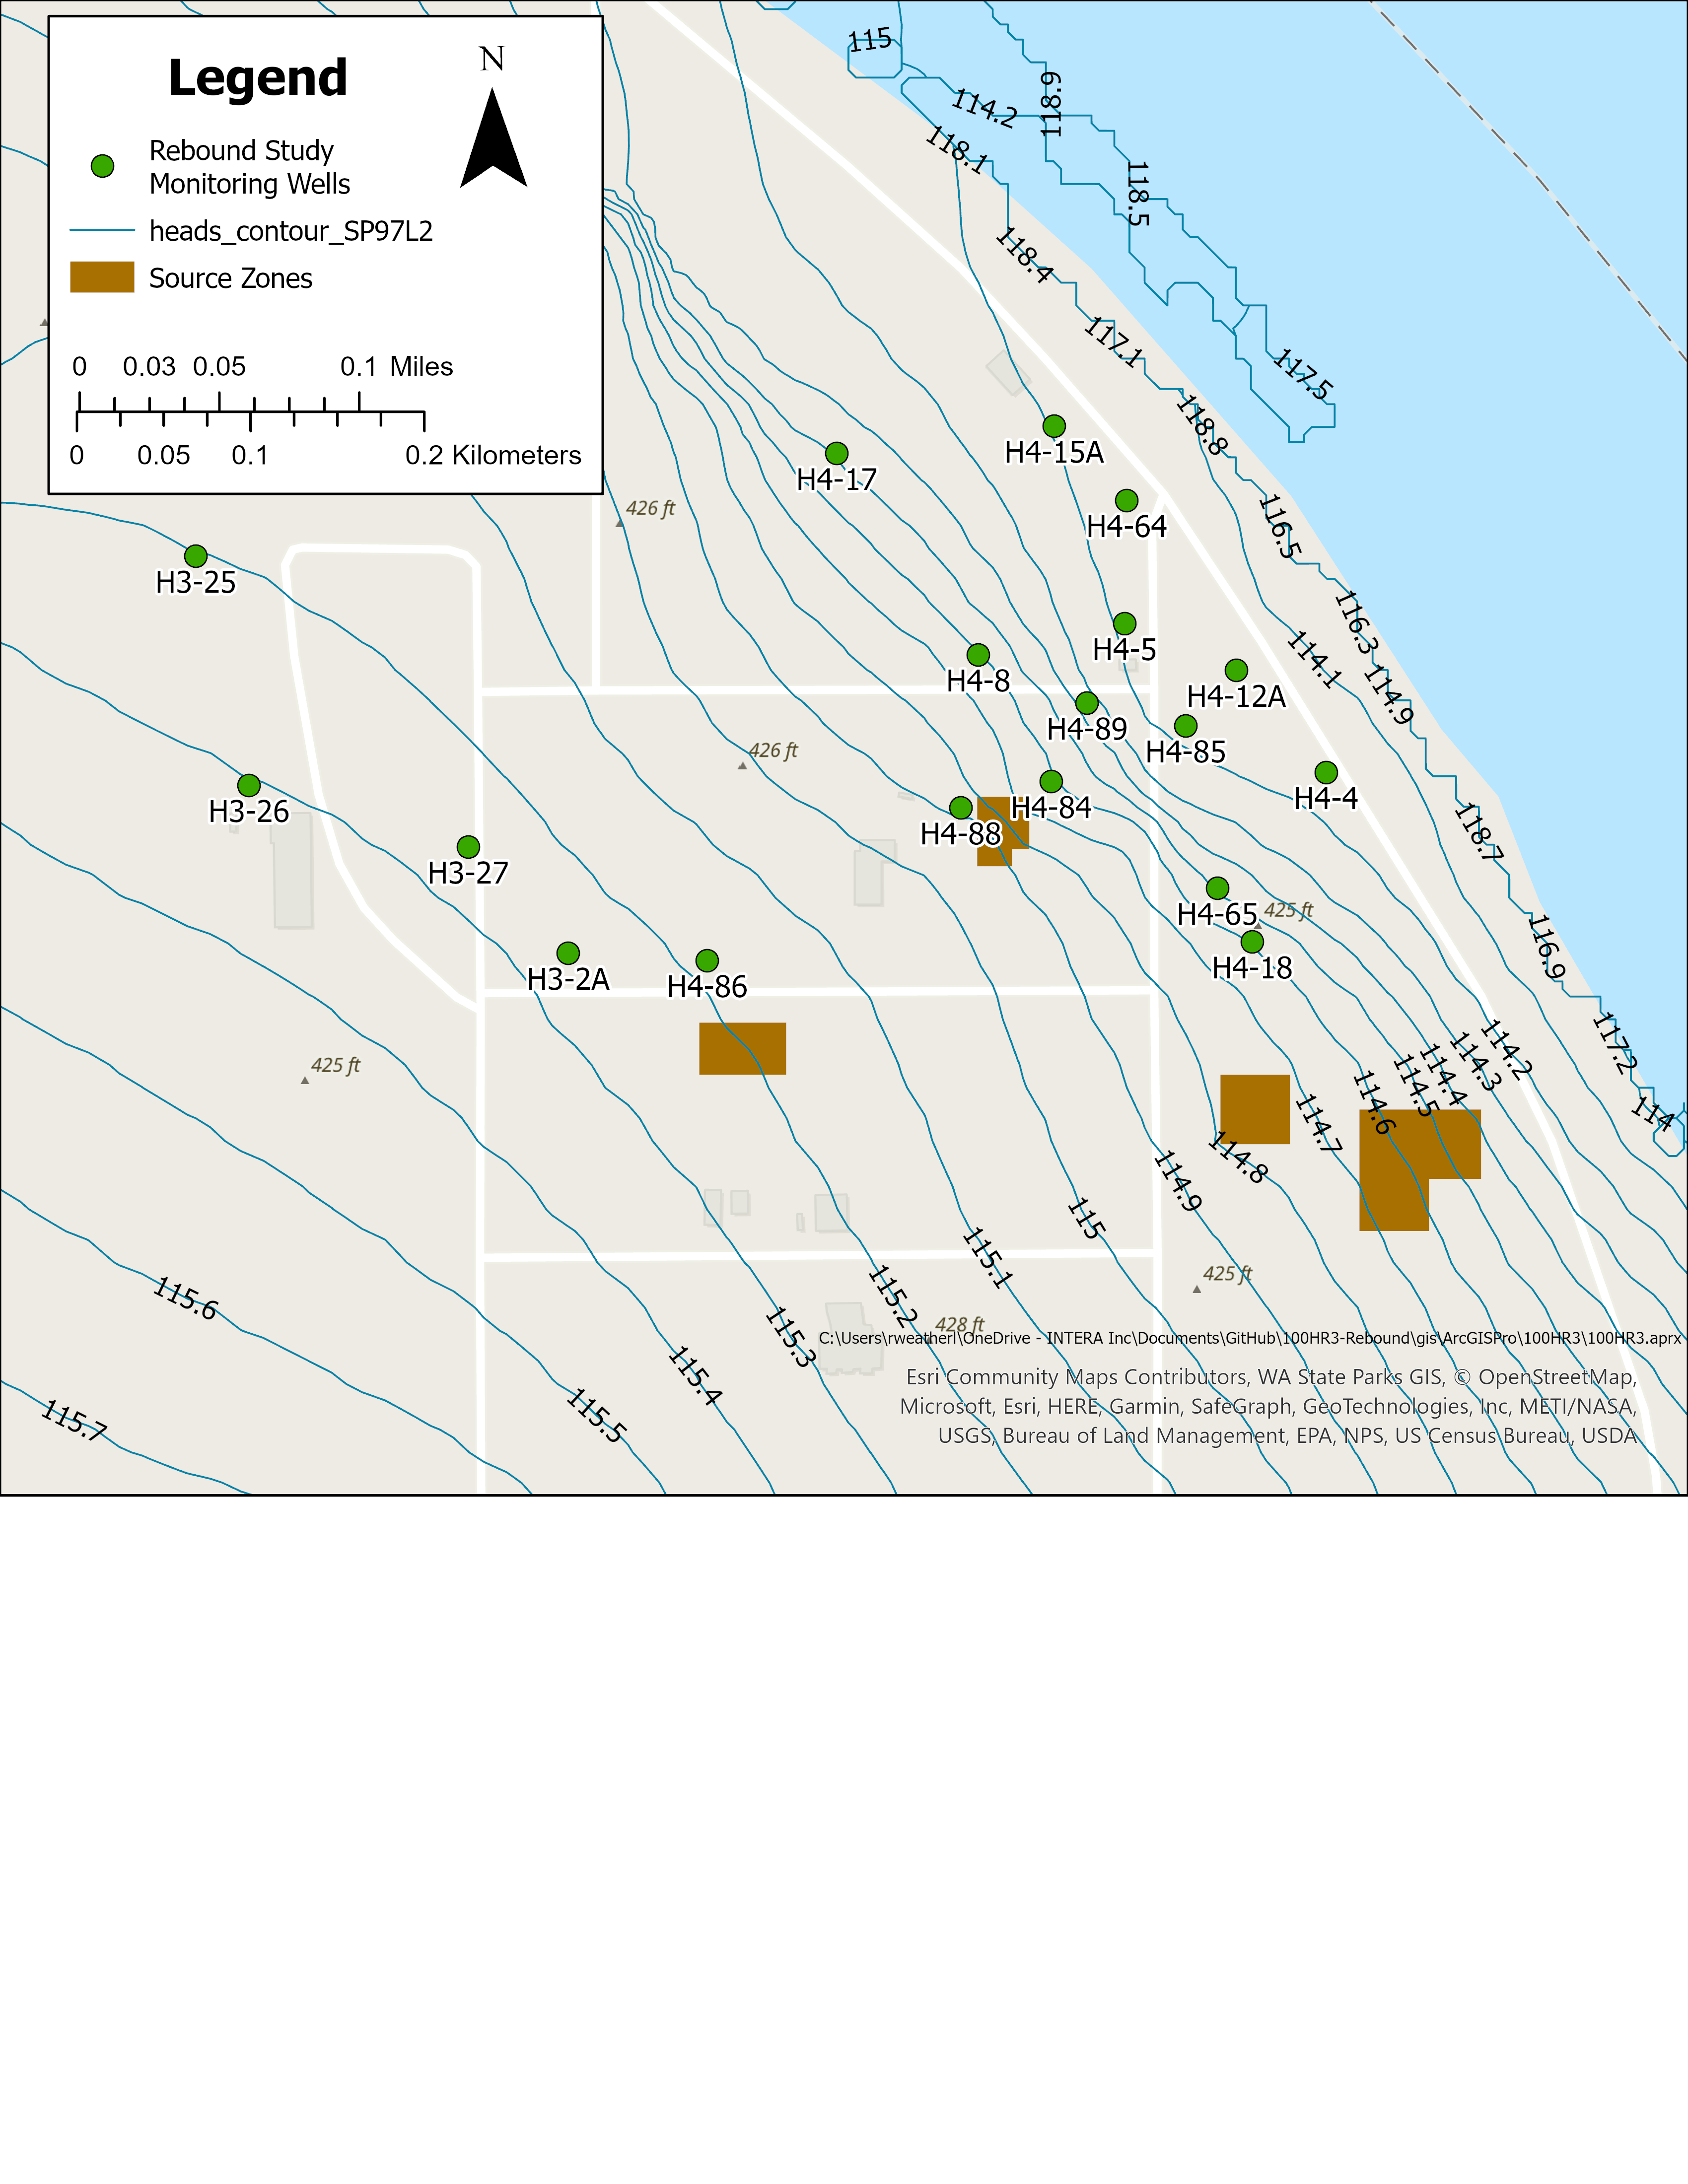 Legend
N
Rebound Study
Monitoring Wells
heads_contour_SP97L2
Source Zones
0 0.03 0.05 0.1 Miles
0 0.05 0.1 0.2 Kilometers
115
114.2
118.9
118.1
118.5
118.4
117.1
117.5
118.8
H4-15A
H4-17
426 ft
H4-64
116.5
H3-25
116.3
H4-5
114.1
H4-8
H4-12A
114.9
H4-89
H4-85
426 ft
H4-4
H3-26
H4-84
H4-88
118.7
H3-27
H4-65
425 ft
116.9
H4-18
H3-2A
H4-86
117.2
114.2
114.3
425 ft
114.4
114.5
114.6
114
114.7
114.8
114.9
115
115.1
425 ft
115.2
115.6
428 ft
115.3
C:\Users\rweatherl\OneDrive - INTERA Inc\Documents\GitHub\100HR3-Rebound\gis\ArcGISPro\100HR3\100HR3.aprx
115.4
Esri Community Maps Contributors, WA State Parks GIS, © OpenStreetMap,
Microsoft, Esri, HERE, Garmin, SafeGraph, GeoTechnologies, Inc, METI/NASA,
USGS, Bureau of Land Management, EPA, NPS, US Census Bureau, USDA
115.5
115.7